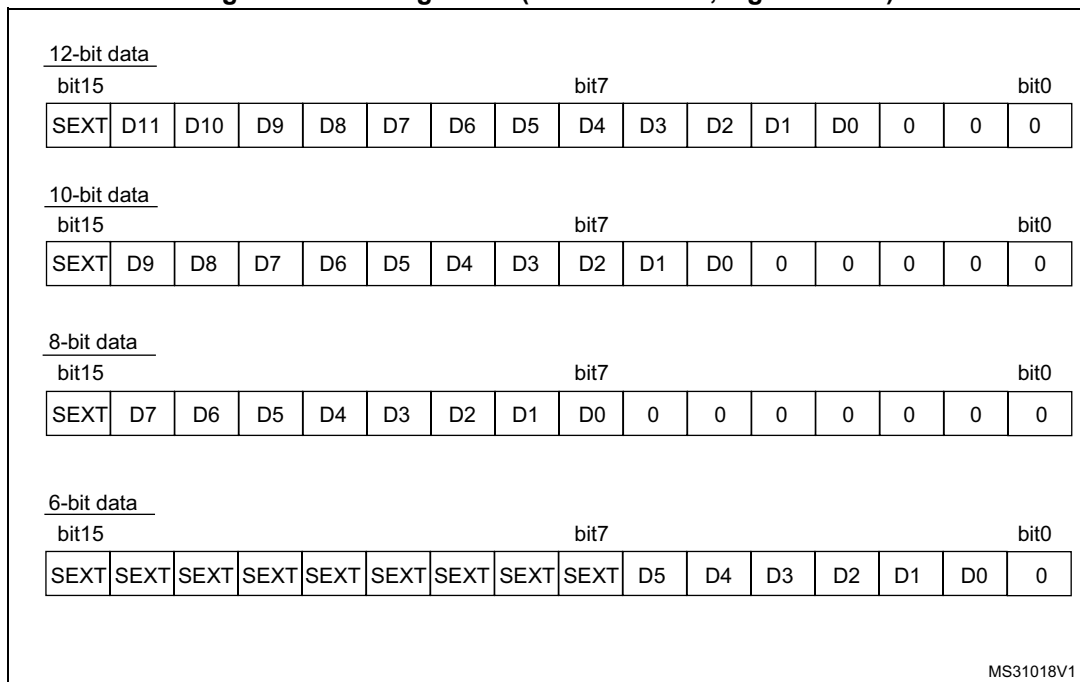 12-bit data
bit15 bit7 bit0
SEXT D11 D10 D9 D8 D7 D6 D5 D4 D3 D2 D1 D0 0 0 0
10-bit data
bit15 bit7 bit0
SEXT D9 D8 D7 D6 D5 D4 D3 D2 D1 D0 0 0 0 0 0
8-bit data
bit15 bit7 bit0
SEXT D7 D6 D5 D4 D3 D2 D1 D0 0 0 0 0 0 0 0
6-bit data
bit15 bit7 bit0
SEXT SEXT SEXT SEXT SEXT SEXT SEXT SEXT SEXT D5 D4 D3 D2 D1 D0 0
MS31018V1